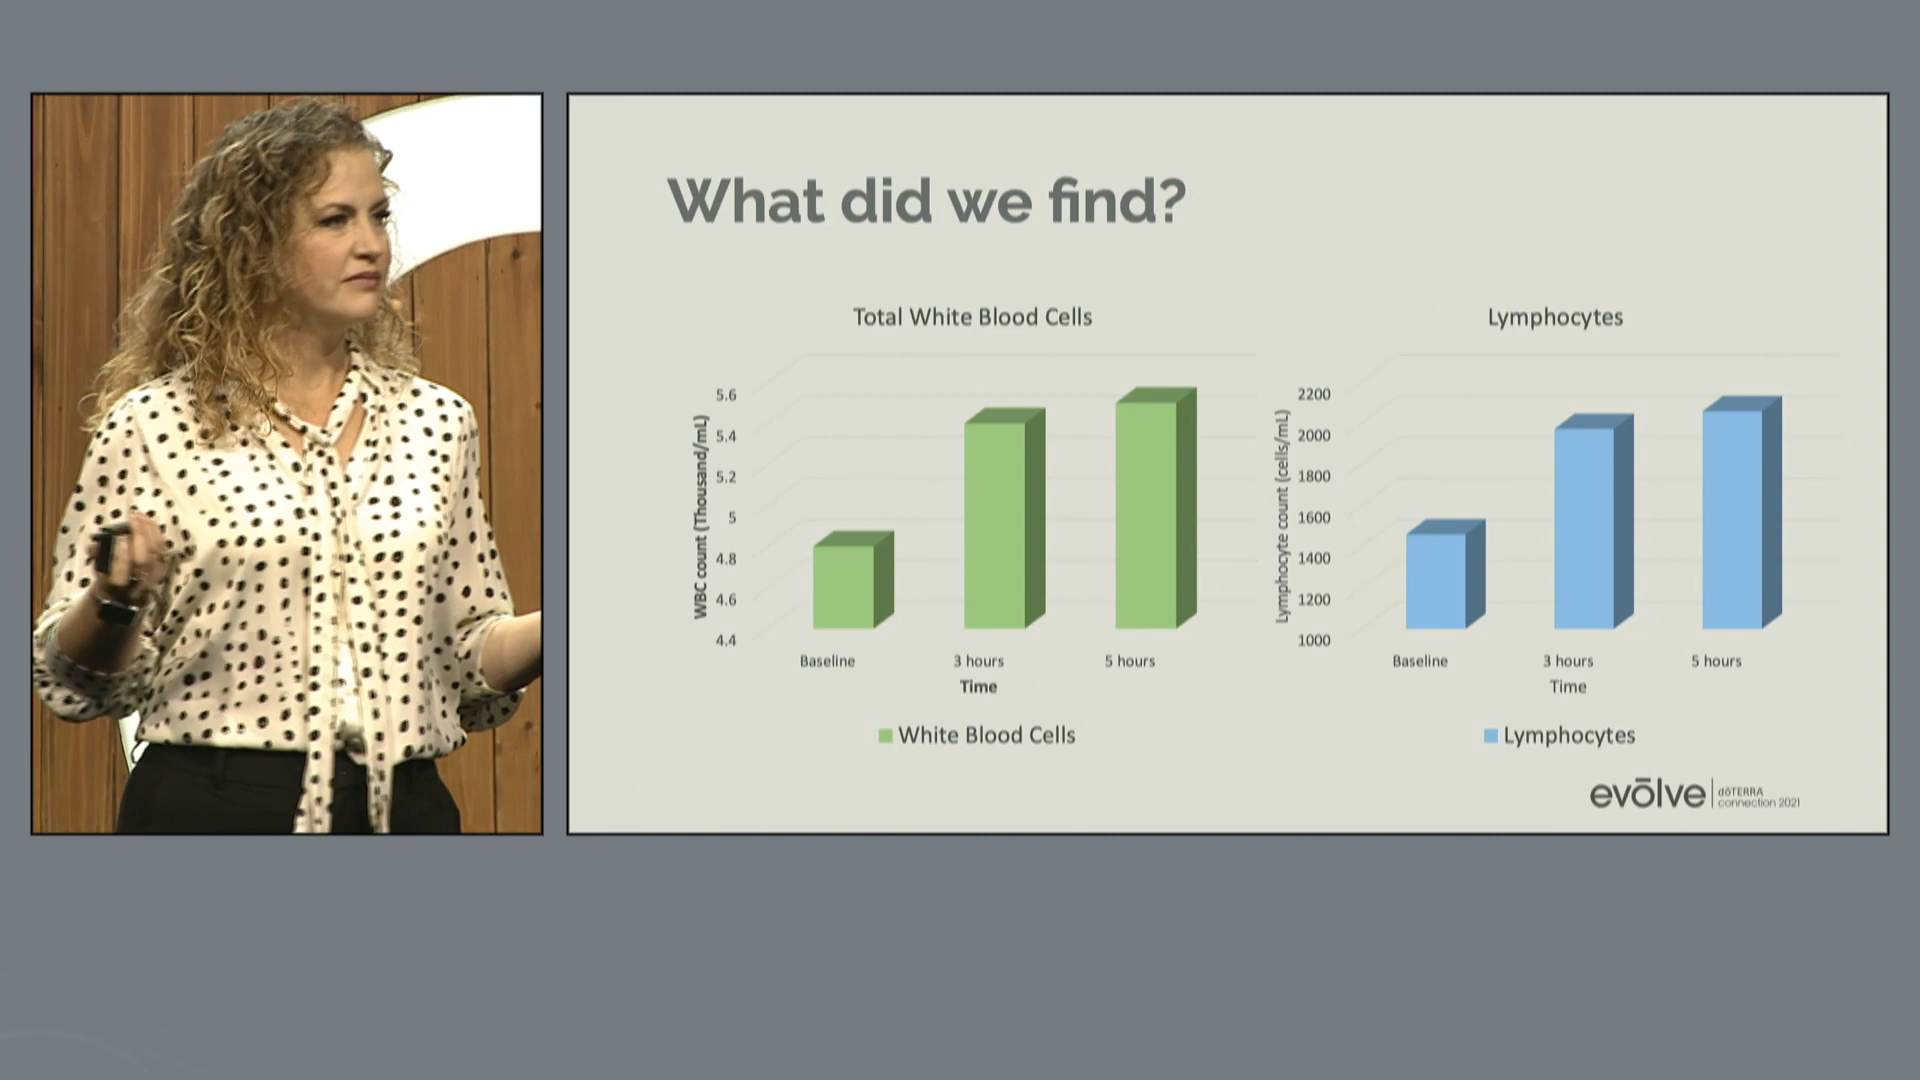 What did we find?
Total White Blood Cells
WBC count (Thousand/mL)
5.6
5.4
5.2
5
4.8
4.6
4.4
Baseline
3 hours
5 hours
Time
White Blood Cells
Lymphocytes
Lymphocyte count (cells/mL)
2200
2000
1800
1600
1400
1200
1000
Baseline
3 hours
5 hours
Time
Lymphocytes
evōlve
dōTERRA
connection 2021